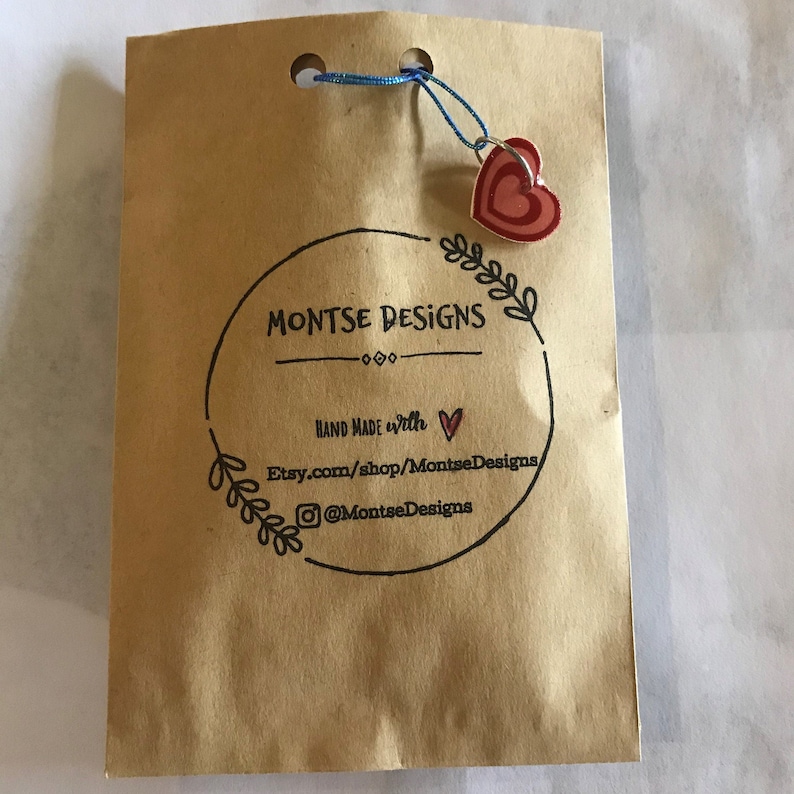 MONTSE DESiGNS
HAND MADE with
Etsy.com/shop/MontseDesigns
@MontseDesigns